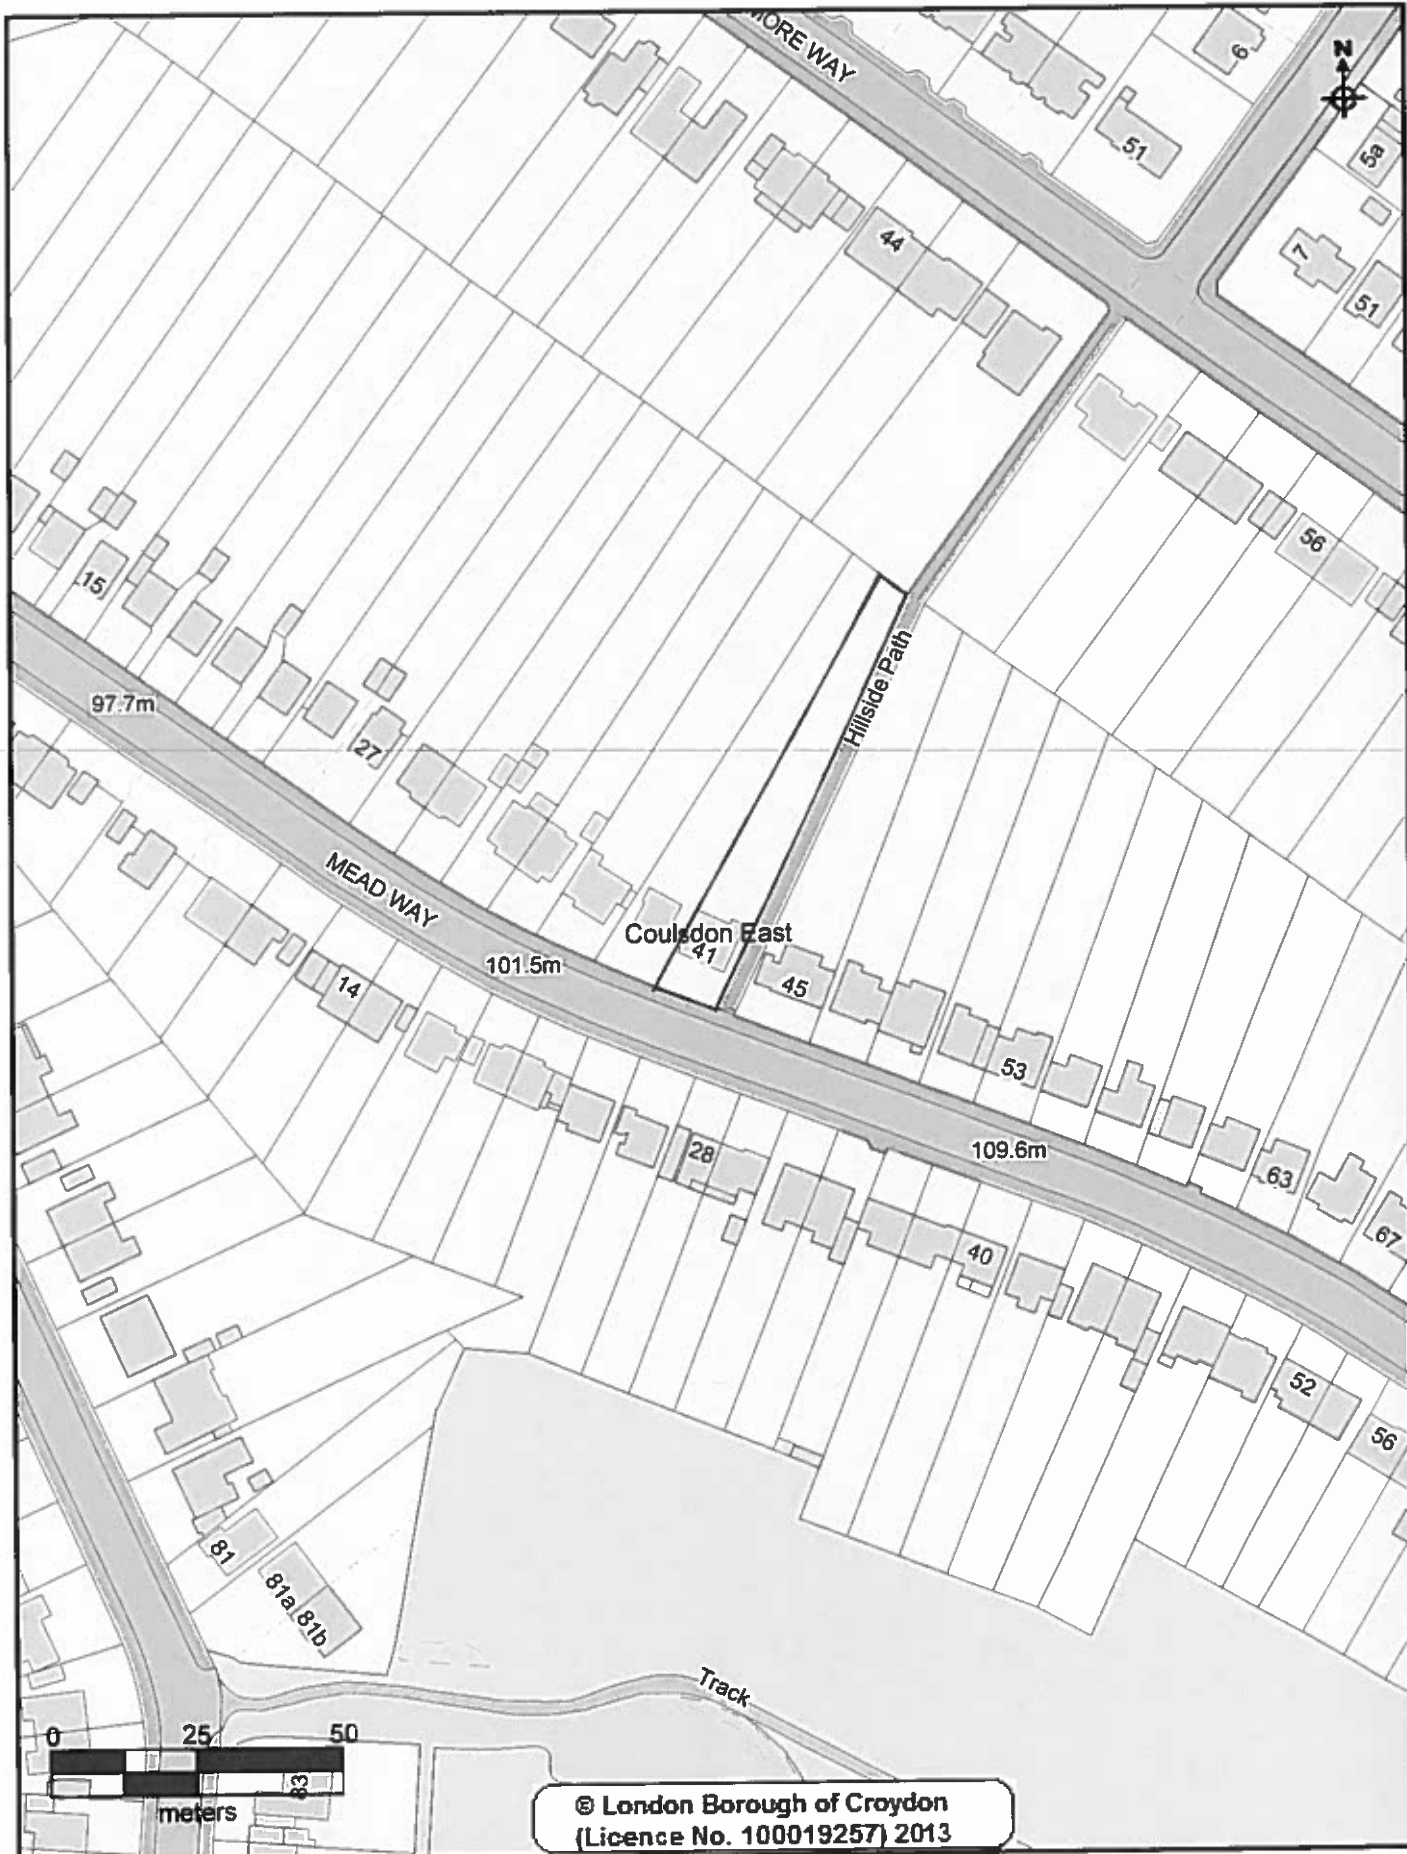 MORE WAY
N
6
51
5a
44
7
51
56
15
Hillside Path
97.7m
27
MEAD WAY
Coulsdon East
41
101.5m
45
14
53
28
109.6m
63
67
40
52
56
81
81a
81b
Track
0 25 50
83
meters
© London Borough of Croydon
(Licence No. 100019257) 2013